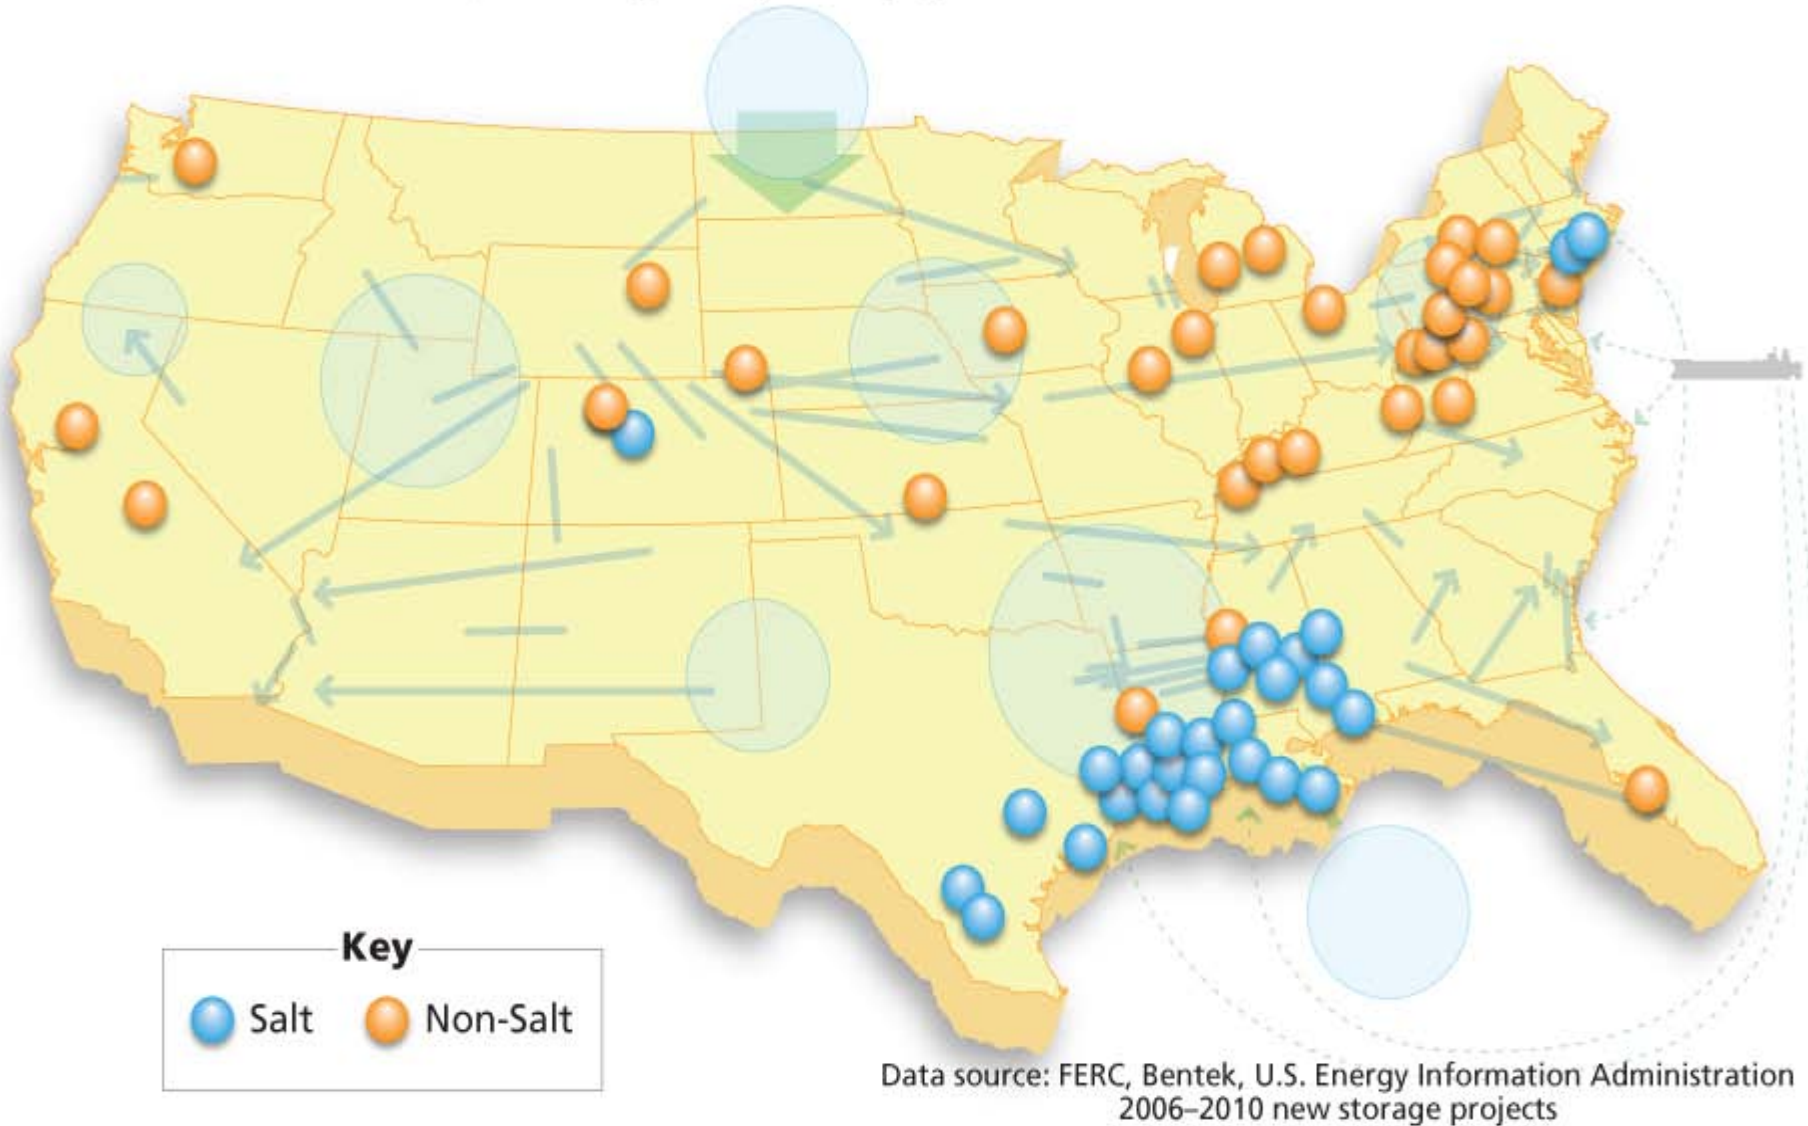 Key
Salt
Non-Salt
Data source: FERC, Bentek, U.S. Energy Information Administration
2006–2010 new storage projects